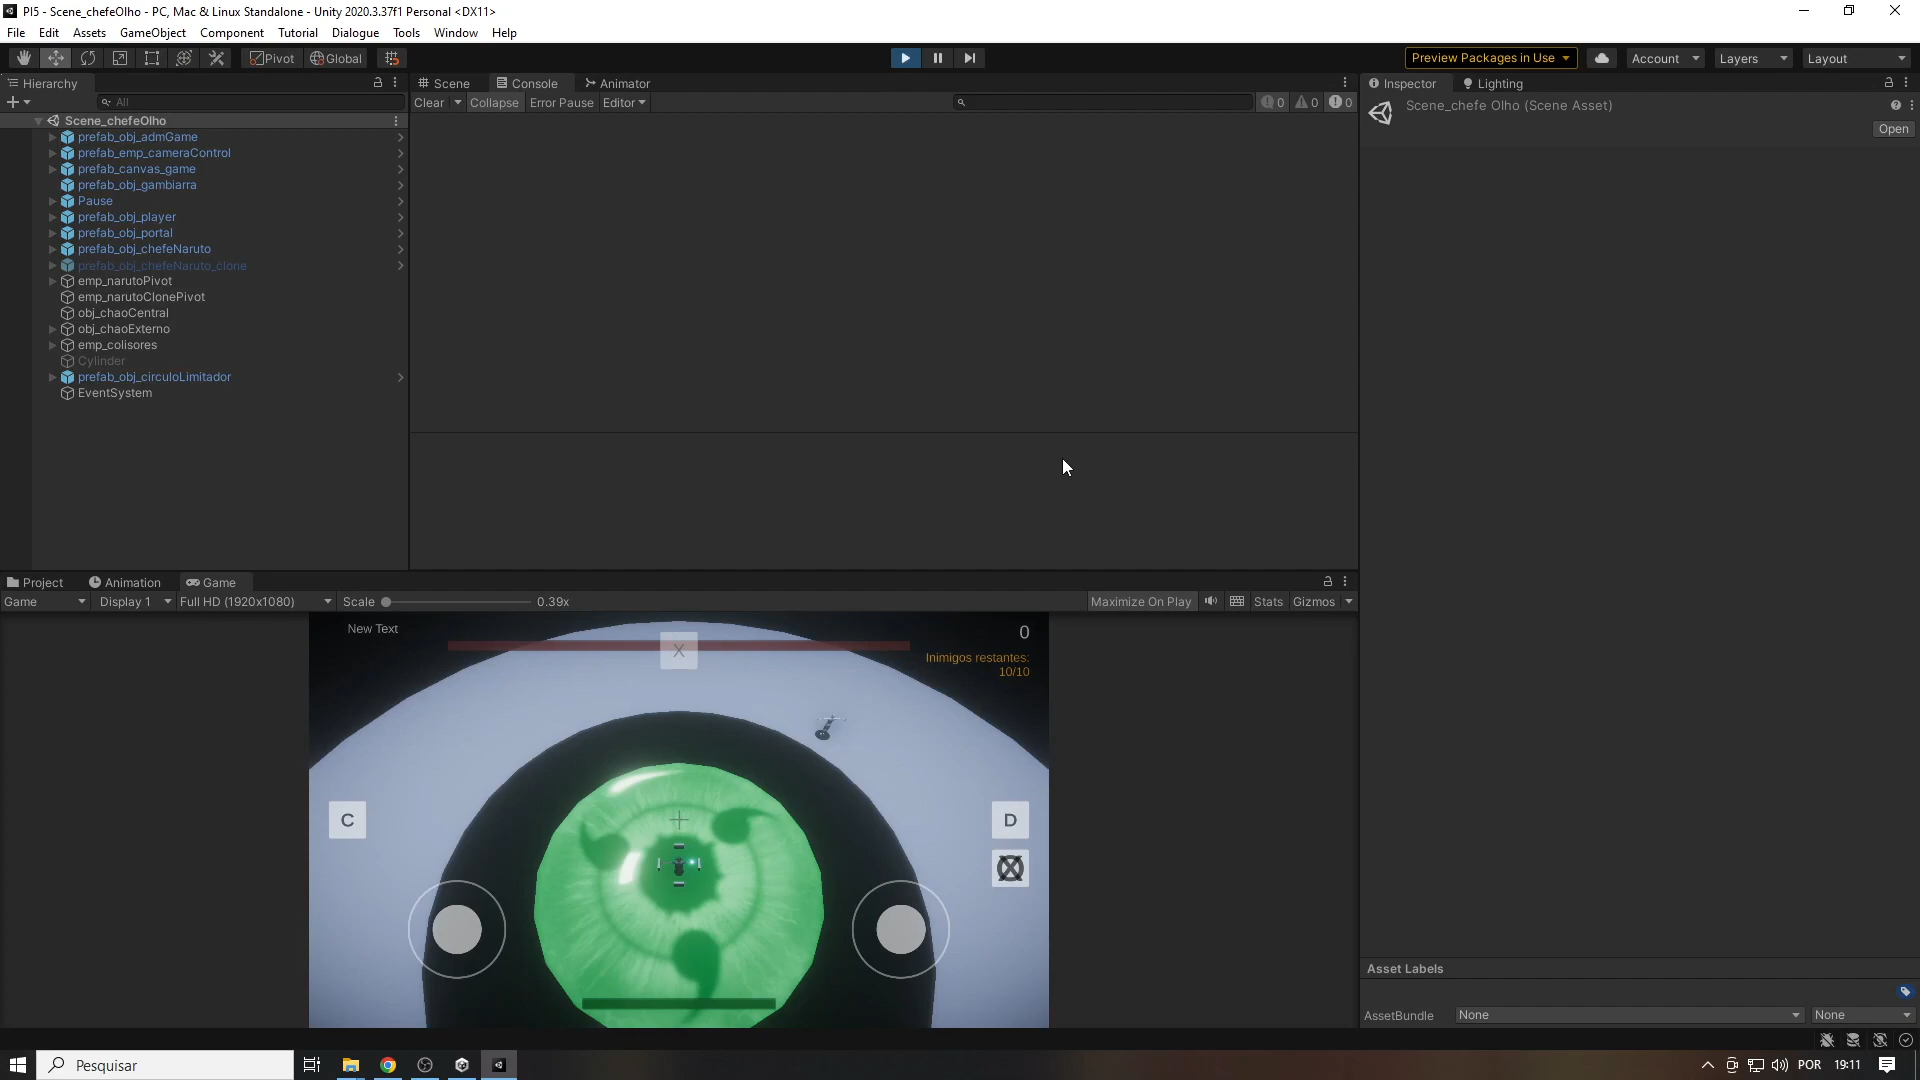 PI5 - Scene_chefeOlho - PC, Mac & Linux Standalone - Unity 2020.3.37f1 Personal <DX11>
File Edit Assets GameObject Component Tutorial Dialogue Tools Window Help
Pivot Global Preview Packages in Use Account Layers Layout
Hierarchy
All
Scene_chefeOlho
prefab_obj_admGame
prefab_emp_cameraControl
prefab_canvas_game
prefab_obj_gambiarra
Pause
prefab_obj_player
prefab_obj_portal
prefab_obj_chefeNaruto
prefab_obj_chefeNaruto_clone
emp_narutoPivot
emp_narutoClonePivot
obj_chaoCentral
obj_chaoExterno
emp_colisores
Cylinder
prefab_obj_circuloLimitador
EventSystem
Scene Console Animator
Clear Collapse Error Pause Editor 0 0 0
Inspector Lighting
Scene_chefe Olho (Scene Asset)
Open
Project Animation Game
Game Display 1 Full HD (1920x1080) Scale 0.39x Maximize On Play Stats Gizmos
New Text
X
0
Inimigos restantes:
10/10
C
D
Asset Labels
AssetBundle None None
Pesquisar
POR 19:11